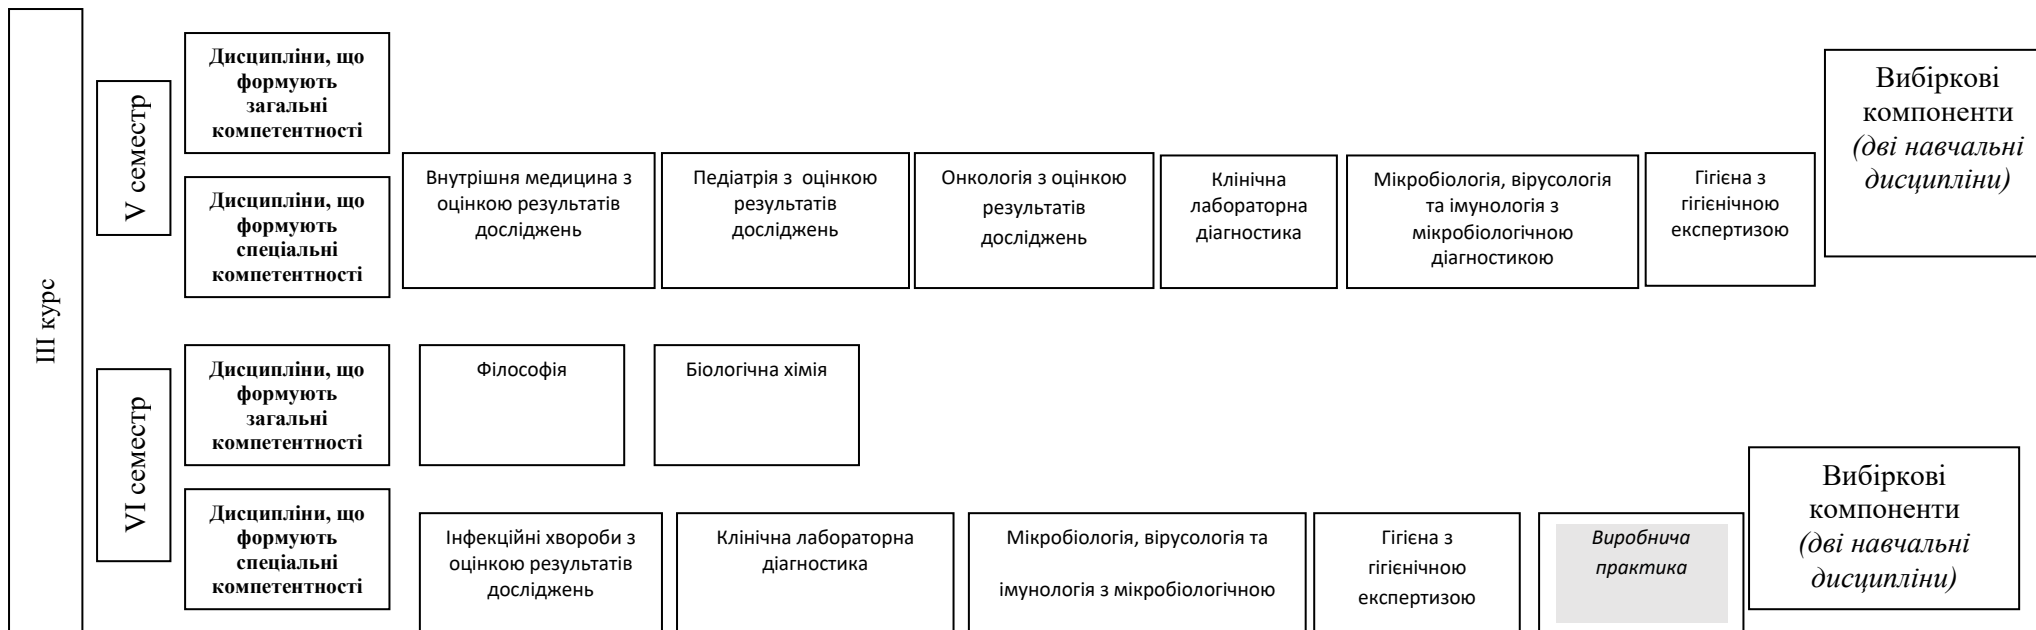 III курс
V семестр
Дисципліни, що
формують
загальні
компетентності
Дисципліни, що
формують
спеціальні
компетентності
Внутрішня медицина з
оцінкою результатів
досліджень
Педіатрія з оцінкою
результатів
досліджень
Онкологія з оцінкою
результатів
досліджень
Клінічна
лабораторна
діагностика
Мікробіологія, вірусологія
та імунологія з
мікробіологічною
діагностикою
Гігієна з
гігієнічною
експертизою
Вибіркові
компоненти
(дві навчальні
дисципліни)
VI семестр
Дисципліни, що
формують
загальні
компетентності
Філософія
Біологічна хімія
Дисципліни, що
формують
спеціальні
компетентності
Інфекційні хвороби з
оцінкою результатів
досліджень
Клінічна лабораторна
діагностика
Мікробіологія, вірусологія та
імунологія з мікробіологічною
Гігієна з
гігієнічною
експертизою
Виробнича
практика
Вибіркові
компоненти
(дві навчальні
дисципліни)